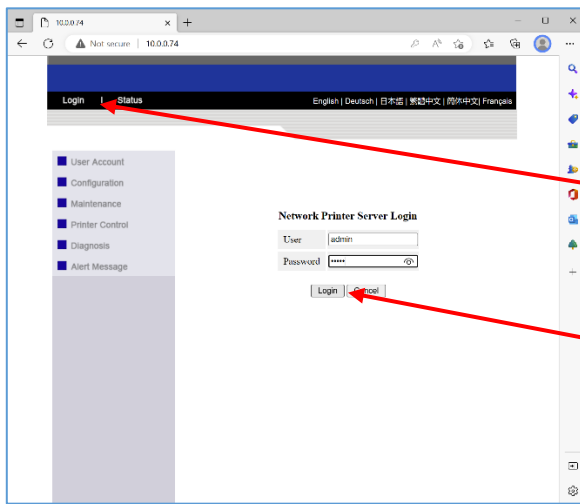 10.0.0.74
Not secure | 10.0.0.74
Login | Status
English | Deutsch | 日本語 | 繁體中文 | 简体中文| Français
User Account
Configuration
Maintenance
Printer Control
Diagnosis
Alert Message
Network Printer Server Login
User admin
Password •••••
Login Cancel